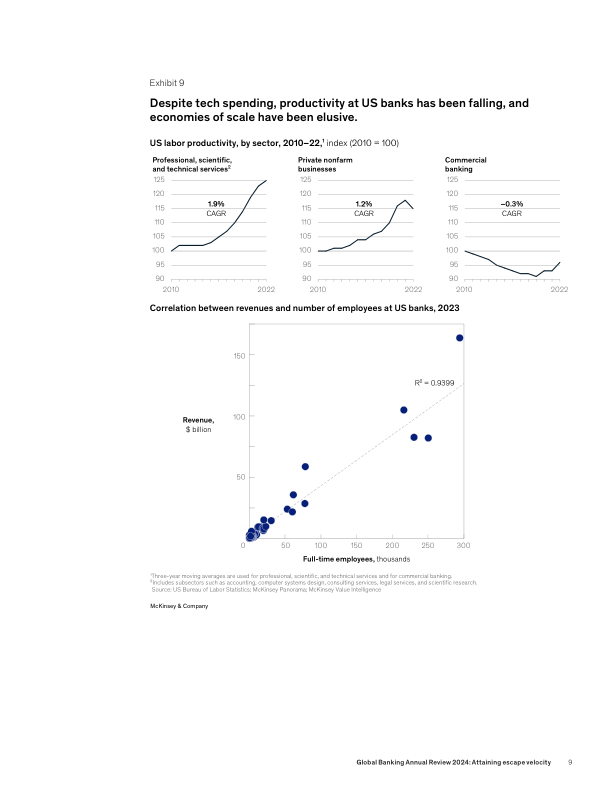 Exhibit 9
Despite tech spending, productivity at US banks has been falling, and
economies of scale have been elusive.
US labor productivity, by sector, 2010–22,¹ index (2010 = 100)
Professional, scientific,
and technical services²
125
120
115
110
105
100
95
90
1.9%
CAGR
2010
2022
Private nonfarm
businesses
125
120
115
110
105
100
95
90
1.2%
CAGR
2010
2022
Commercial
banking
125
120
115
110
105
100
95
90
–0.3%
CAGR
2010
2022
Correlation between revenues and number of employees at US banks, 2023
150
100
50
Revenue,
$ billion
R² = 0.9399
0
50
100
150
200
250
300
Full-time employees, thousands
¹Three-year moving averages are used for professional, scientific, and technical services and for commercial banking.
²Includes subsectors such as accounting, computer systems design, consulting services, legal services, and scientific research.
Source: US Bureau of Labor Statistics; McKinsey Panorama; McKinsey Value Intelligence
McKinsey & Company
Global Banking Annual Review 2024: Attaining escape velocity 9